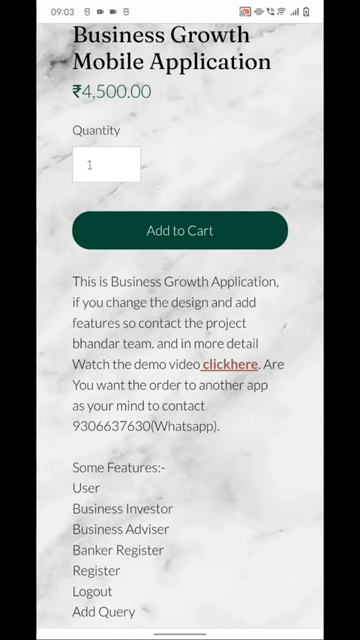 09:03
Business Growth
Mobile Application
₹4,500.00
Quantity
1
Add to Cart
This is Business Growth Application,
if you change the design and add
features so contact the project
bhandar team. and in more detail
Watch the demo video clickhere. Are
You want the order to another app
as your mind to contact
9306637630(Whatsapp).
Some Features:-
User
Business Investor
Business Adviser
Banker Register
Register
Logout
Add Query